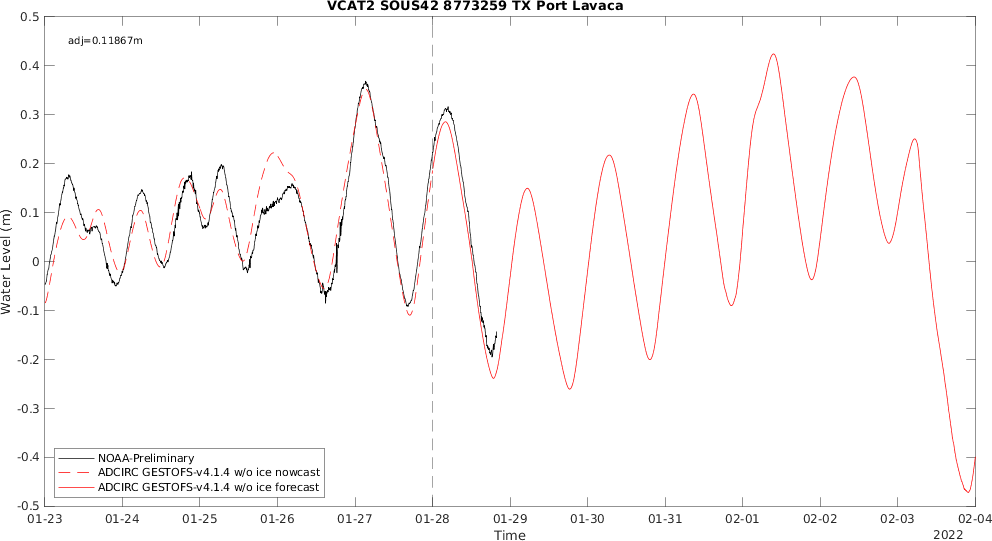 VCAT2 SOUS42 8773259 TX Port Lavaca
adj=0.11867m
0.5
0.4
0.3
0.2
0.1
0
-0.1
-0.2
-0.3
-0.4
-0.5
Water Level (m)
NOAA-Preliminary
ADCIRC GESTOFS-v4.1.4 w/o ice nowcast
ADCIRC GESTOFS-v4.1.4 w/o ice forecast
01-23 01-24 01-25 01-26 01-27 01-28 01-29 01-30 01-31 02-01 02-02 02-03 02-04
Time
2022